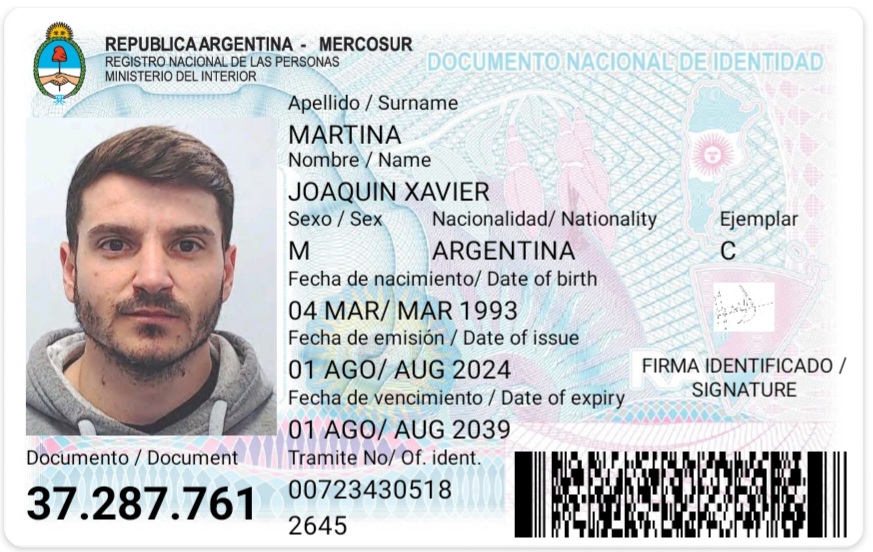 REPUBLICA ARGENTINA - MERCOSUR
REGISTRO NACIONAL DE LAS PERSONAS
MINISTERIO DEL INTERIOR
DOCUMENTO NACIONAL DE IDENTIDAD
Apellido / Surname
MARTINA
Nombre / Name
JOAQUIN XAVIER
Sexo / Sex Nacionalidad/ Nationality Ejemplar
M ARGENTINA C
Fecha de nacimiento/ Date of birth
04 MAR/ MAR 1993
Fecha de emisión / Date of issue
01 AGO/ AUG 2024
FIRMA IDENTIFICADO /
SIGNATURE
Fecha de vencimiento / Date of expiry
01 AGO/ AUG 2039
Documento / Document
37.287.761
Tramite No/ Of. ident.
00723430518
2645